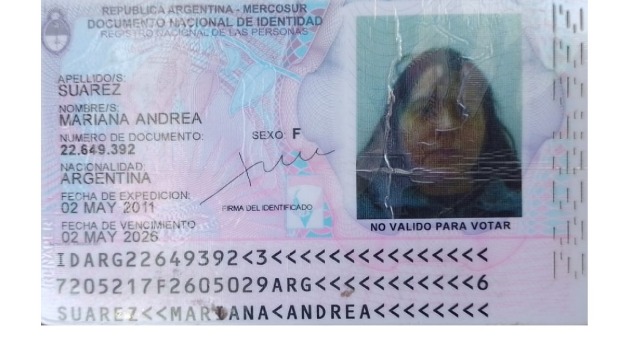 REPUBLICA ARGENTINA - MERCOSUR
DOCUMENTO NACIONAL DE IDENTIDAD
REGISTRO NACIONAL DE LAS PERSONAS
APELLIDO/S:
SUAREZ
NOMBRE/S:
MARIANA ANDREA
NUMERO DE DOCUMENTO:
22.649.392
SEXO: F
NACIONALIDAD:
ARGENTINA
FECHA DE EXPEDICION:
02 MAY 2011
FIRMA DEL IDENTIFICADO
FECHA DE VENCIMIENTO
02 MAY 2026
NO VALIDO PARA VOTAR
IDARG22649392<3<<<<<<<<<<<<<<<
7205217F2605029ARG<<<<<<<<<<<6
SUAREZ<<MARIANA<ANDREA<<<<<<<<